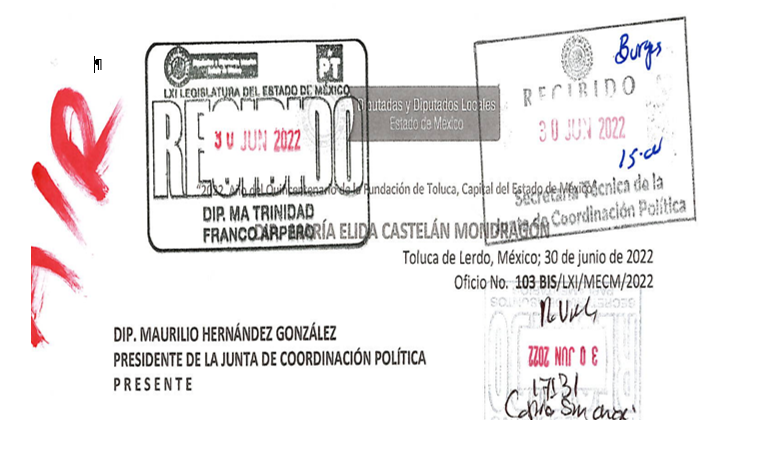 A/R
LXI LEGISLATURA DEL ESTADO DE MÉXICO
PT
RECIBIDO
30 JUN 2022
DIP. MA TRINIDAD
FRANCO ARPERO
Diputadas y Diputados Locales
Estado de México
RECIBIDO
30 JUN 2022
Secretaría Técnica de la
Junta de Coordinación Política
"2022. Año del Quincentenario de la Fundación de Toluca, Capital del Estado de México"
DIP. MARÍA ELIDA CASTELÁN MONDRAGÓN
Toluca de Lerdo, México; 30 de junio de 2022
Oficio No. 103 BIS/LXI/MECM/2022
30 JUN 2022
DIP. MAURILIO HERNÁNDEZ GONZÁLEZ
PRESIDENTE DE LA JUNTA DE COORDINACIÓN POLÍTICA
P R E S E N T E